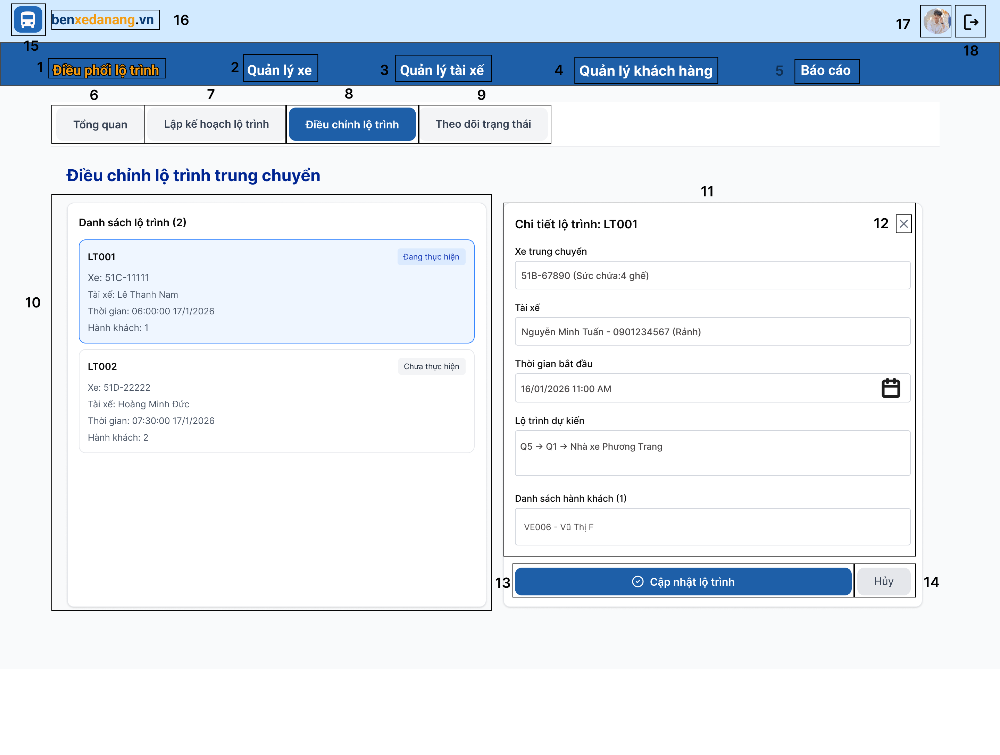 benxedanang.vn 16
17
15
18
1 Điều phối lộ trình
2 Quản lý xe
3 Quản lý tài xế
4 Quản lý khách hàng
5 Báo cáo
6 7 8 9
Tổng quan
Lập kế hoạch lộ trình
Điều chỉnh lộ trình
Theo dõi trạng thái
Điều chỉnh lộ trình trung chuyển
10
Danh sách lộ trình (2)
LT001
Đang thực hiện
Xe: 51C-11111
Tài xế: Lê Thanh Nam
Thời gian: 06:00:00 17/1/2026
Hành khách: 1
LT002
Chưa thực hiện
Xe: 51D-22222
Tài xế: Hoàng Minh Đức
Thời gian: 07:30:00 17/1/2026
Hành khách: 2
11
Chi tiết lộ trình: LT001
12
Xe trung chuyển
51B-67890 (Sức chứa:4 ghế)
Tài xế
Nguyễn Minh Tuấn - 0901234567 (Rảnh)
Thời gian bắt đầu
16/01/2026 11:00 AM
Lộ trình dự kiến
Q5 → Q1 → Nhà xe Phương Trang
Danh sách hành khách (1)
VE006 - Vũ Thị F
13
Cập nhật lộ trình
Hủy
14